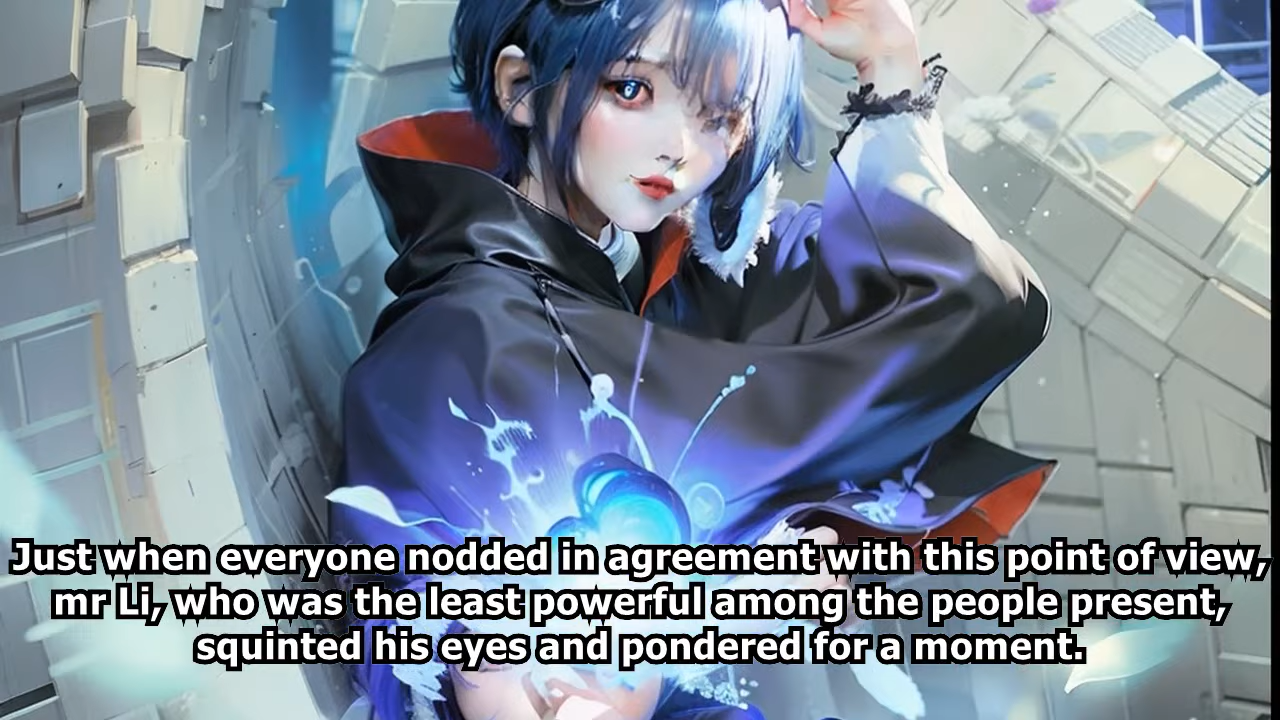 Just when everyone nodded in agreement with this point of view,
mr Li, who was the least powerful among the people present,
squinted his eyes and pondered for a moment.